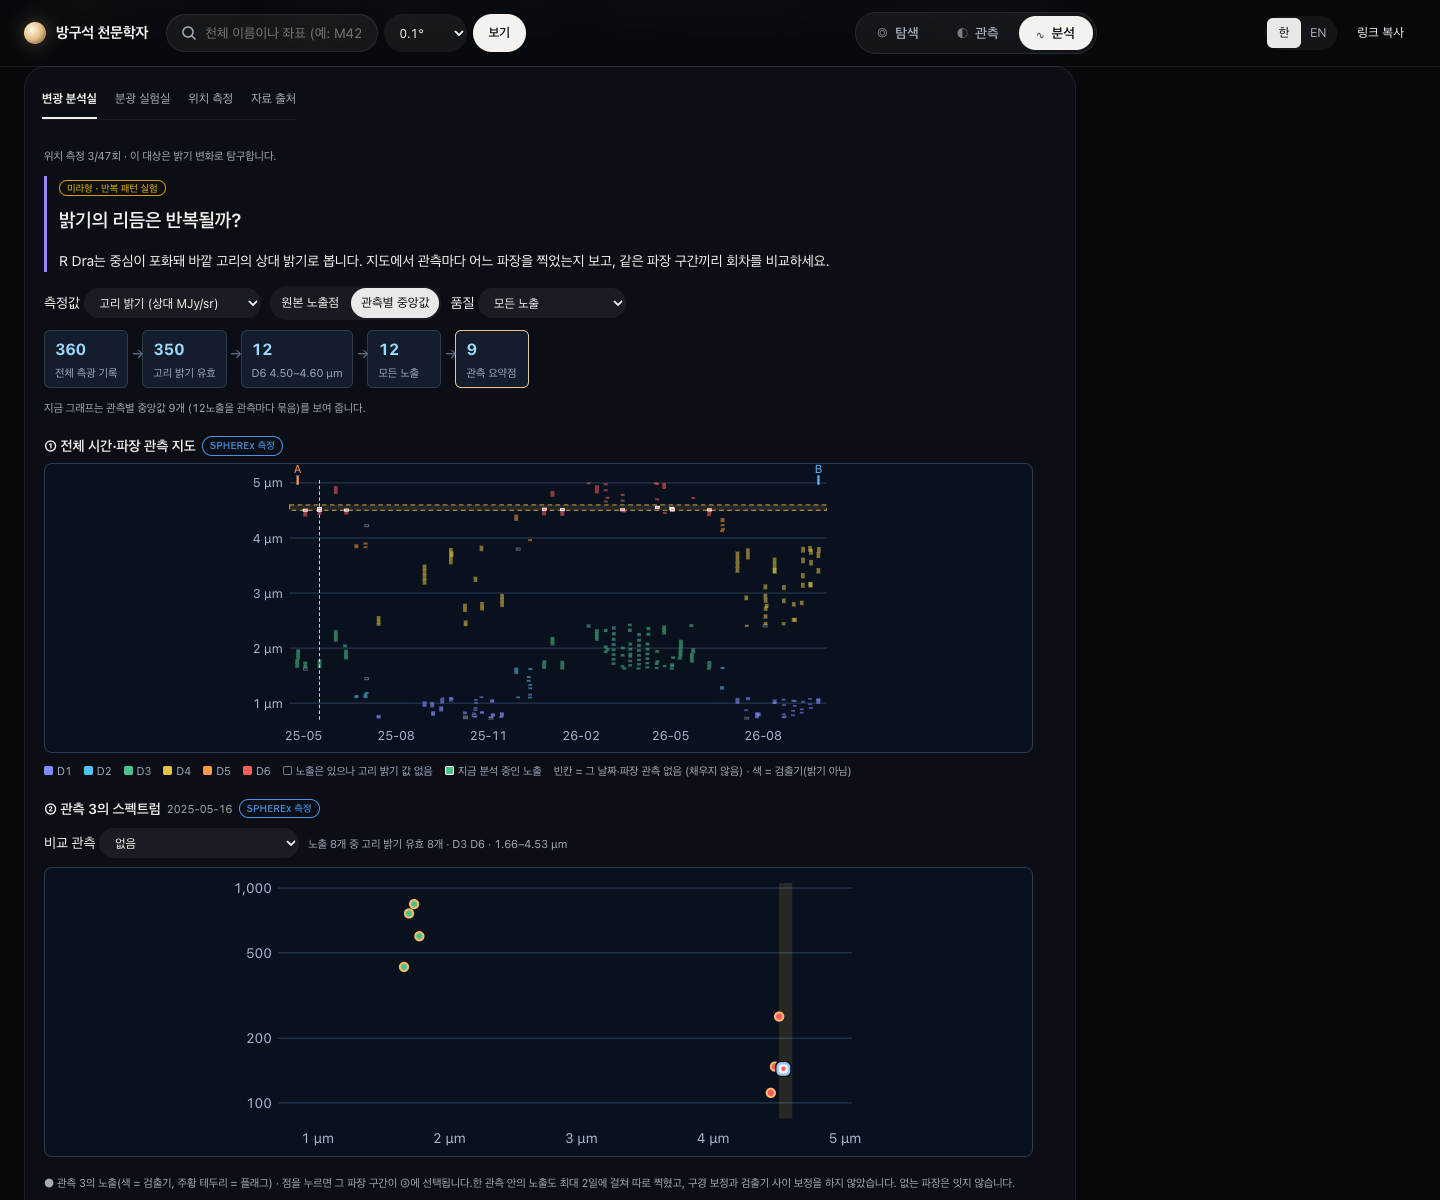 방구석 천문학자
천체 이름이나 좌표 (예: M42
0.1°
보기
탐색
관측
분석
한
EN
링크 복사
변광 분석실
분광 실험실
위치 측정
자료 출처
위치 측정 3/47회 · 이 대상은 밝기 변화로 탐구합니다.
미라형 · 반복 패턴 실험
밝기의 리듬은 반복될까?
R Dra는 중심이 포화돼 바깥 고리의 상대 밝기로 봅니다. 지도에서 관측마다 어느 파장을 찍었는지 보고, 같은 파장 구간끼리 회차를 비교하세요.
측정값 고리 밝기 (상대 MJy/sr) 원본 노출점 관측별 중앙값 품질 모든 노출
360 → 350 → 12 → 12 → 9
전체 측광 기록 고리 밝기 유효 D6 4.50–4.60 μm 모든 노출 관측 요약점
지금 그래프는 관측별 중앙값 9개 (12노출을 관측마다 묶음)를 보여 줍니다.
① 전체 시간·파장 관측 지도 SPHEREx 측정
A
B
5 μm
4 μm
3 μm
2 μm
1 μm
25-05 25-08 25-11 26-02 26-05 26-08
D1 D2 D3 D4 D5 D6 노출은 있으나 고리 밝기 값 없음 지금 분석 중인 노출 빈칸 = 그 날짜·파장 관측 없음 (채우지 않음) · 색 = 검출기(밝기 아님)
② 관측 3의 스펙트럼 2025-05-16 SPHEREx 측정
비교 관측 없음 노출 8개 중 고리 밝기 유효 8개 · D3 D6 · 1.66–4.53 μm
1,000
500
200
100
1 μm 2 μm 3 μm 4 μm 5 μm
● 관측 3의 노출(색 = 검출기, 주황 테두리 = 플래그) · 점을 누르면 그 파장 구간이 ③에 선택됩니다.한 관측 안의 노출도 최대 2일에 걸쳐 따로 찍혔고, 구경 보정과 검출기 사이 보정을 하지 않았습니다. 없는 파장은 잇지 않습니다.